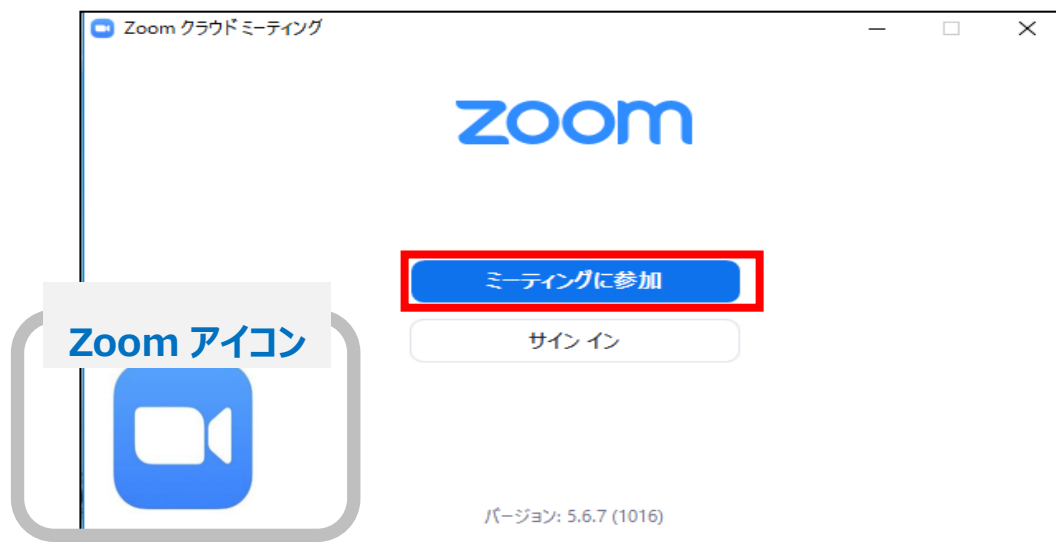 Zoom クラウド ミーティング
zoom
ミーティングに参加
サイン イン
Zoom アイコン
バージョン: 5.6.7 (1016)